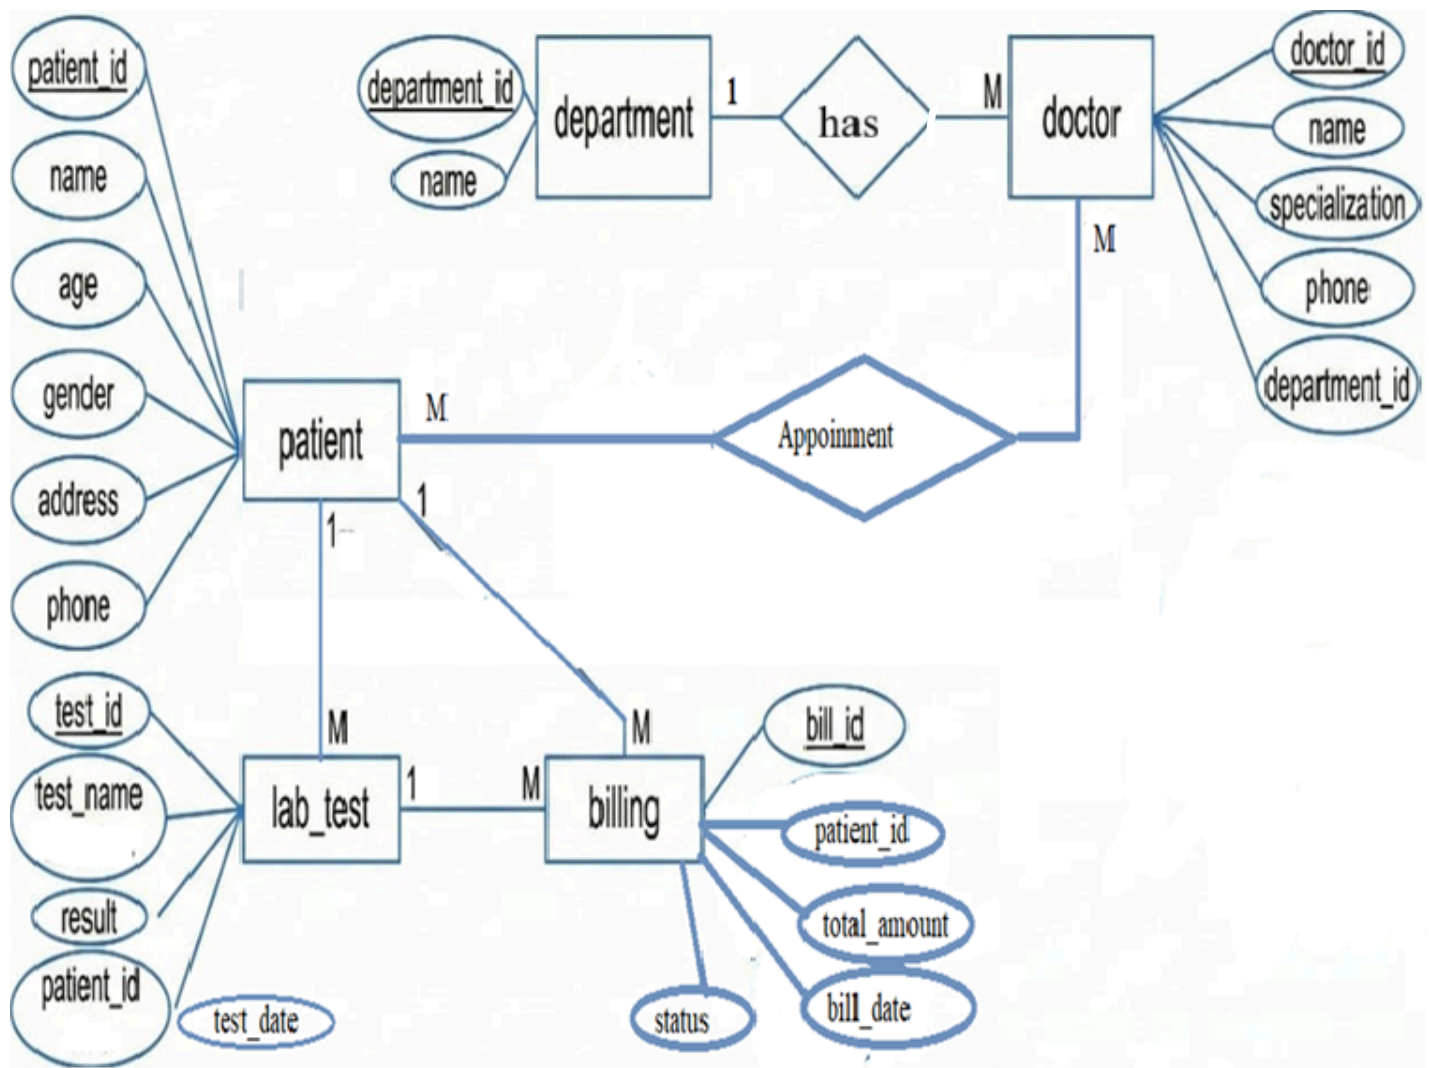 patient_id
name
age
gender
address
phone
department_id
name
department
1
has
M
doctor
doctor_id
name
specialization
phone
department_id
M
patient
M
Appoinment
1
1
M
M
test_id
test_name
result
patient_id
test_date
lab_test
1
M
billing
bill_id
patient_id
total_amount
bill_date
status